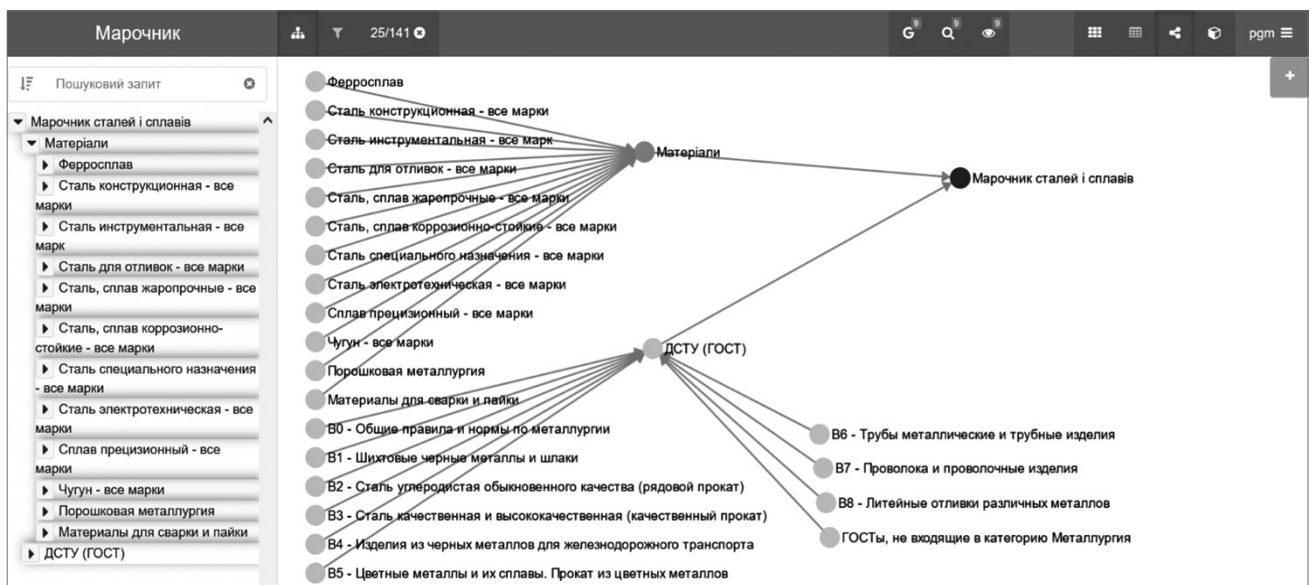 Марочник
25/141
G 9
9
9
pgm
Пошуковий запит
Марочник сталей і сплавів
Матеріали
Ферросплав
Сталь конструкционная - все
марки
Сталь инструментальная - все
марк
Сталь для отливок - все марки
Сталь, сплав жаропрочные - все
марки
Сталь, сплав коррозионно-
стойкие - все марки
Сталь специального назначения
- все марки
Сталь электротехническая - все
марки
Сплав прецизионный - все
марки
Чугун - все марки
Порошковая металлургия
Материалы для сварки и пайки
ДСТУ (ГОСТ)
Ферросплав
Сталь конструкционная - все марки
Сталь инструментальная - все марк
Сталь для отливок - все марки
Сталь, сплав жаропрочные - все марки
Сталь, сплав коррозионно-стойкие - все марки
Сталь специального назначения - все марки
Сталь электротехническая - все марки
Сплав прецизионный - все марки
Чугун - все марки
Порошковая металлургия
Материалы для сварки и пайки
В0 - Общие правила и нормы по металлургии
В1 - Шихтовые черные металлы и шлаки
В2 - Сталь углеродистая обыкновенного качества (рядовой прокат)
В3 - Сталь качественная и высококачественная (качественный прокат)
В4 - Изделия из черных металлов для железнодорожного транспорта
В5 - Цветные металлы и их сплавы. Прокат из цветных металлов
Матеріали
Марочник сталей і сплавів
ДСТУ (ГОСТ)
В6 - Трубы металлические и трубные изделия
В7 - Проволока и проволочные изделия
В8 - Литейные отливки различных металлов
ГОСТы, не входящие в категорию Металлургия